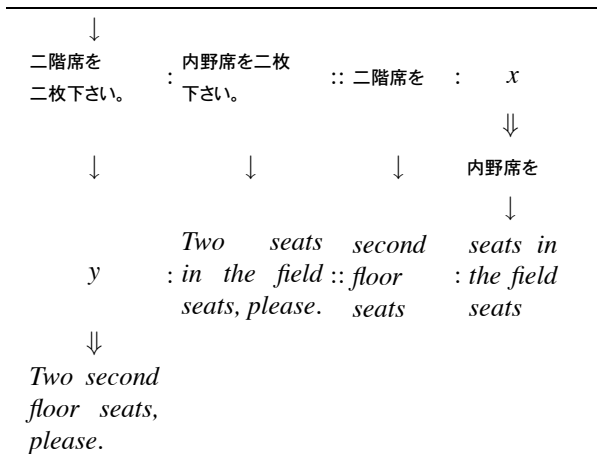 ↓
二階席を
二枚下さい。
:
内野席を二枚
下さい。
:: 二階席を : x
⇓
↓ ↓ ↓ 内野席を
↓
y : Two seats in the field seats, please. :: second floor seats : seats in the field seats
⇓
Two second
floor seats,
please.